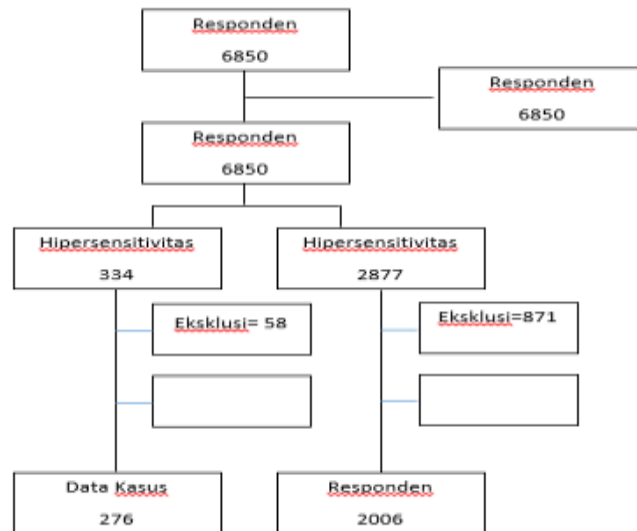 Responden
6850
Responden
6850
Responden
6850
Hipersensitivitas
334
Hipersensitivitas
2877
Eksklusi= 58
Eksklusi=871
Data Kasus
276
Responden
2006